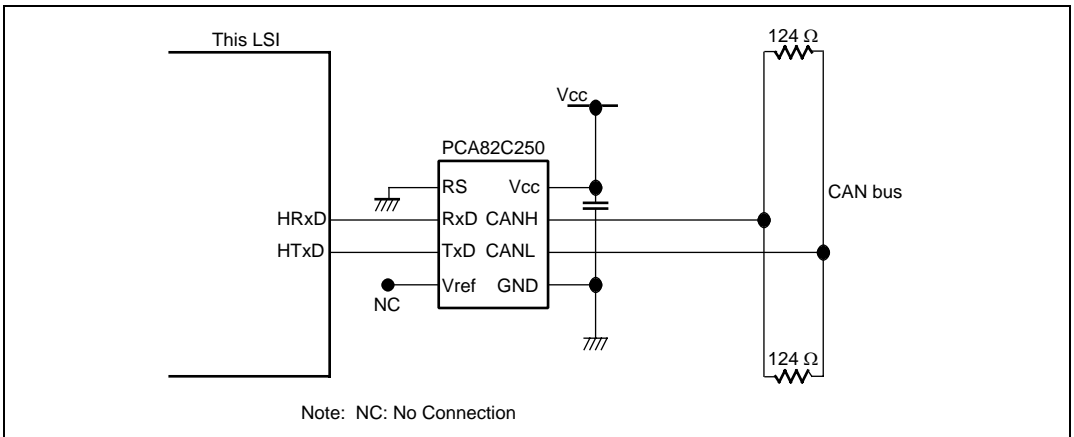 This LSI
124 Ω
Vcc
PCA82C250
RS Vcc
CAN bus
HRxD RxD CANH
HTxD TxD CANL
Vref GND
NC
124 Ω
Note: NC: No Connection